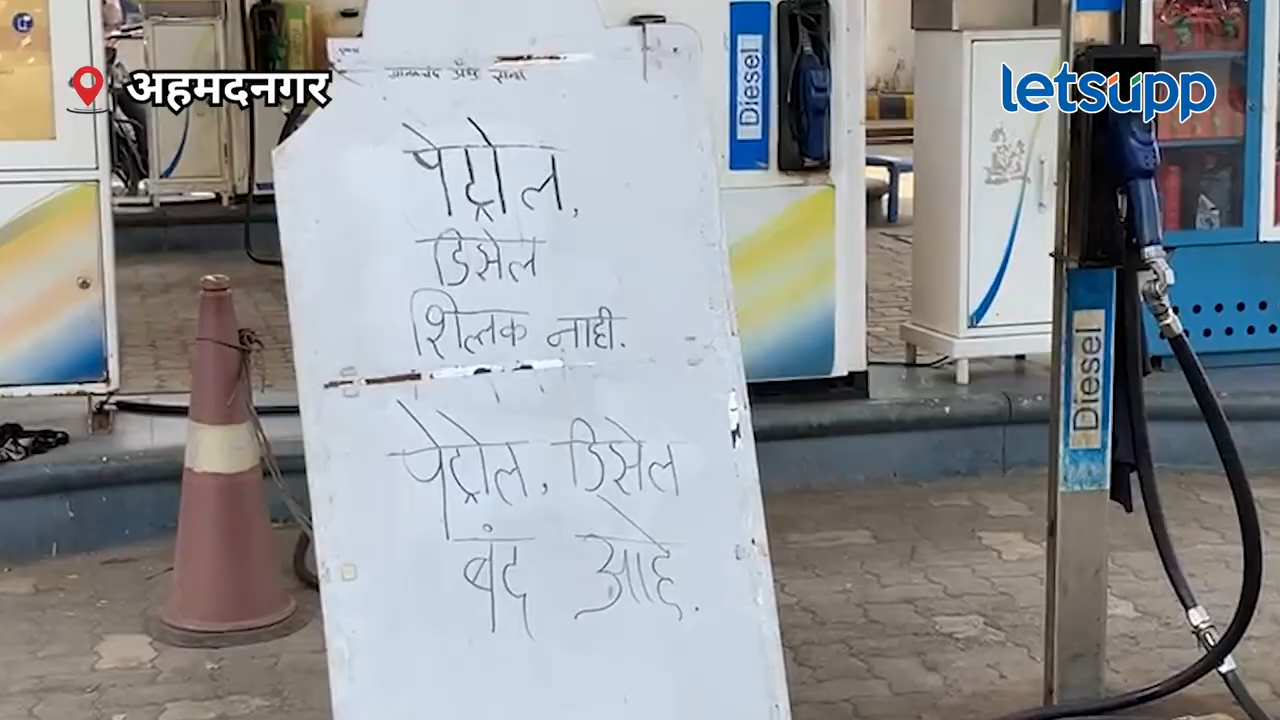 अहमदनगर
letsupp
पेट्रोल,
डिसेल
शिल्लक नाही.
पेट्रोल, डिसेल
बंद आहे.
Diesel
Diesel